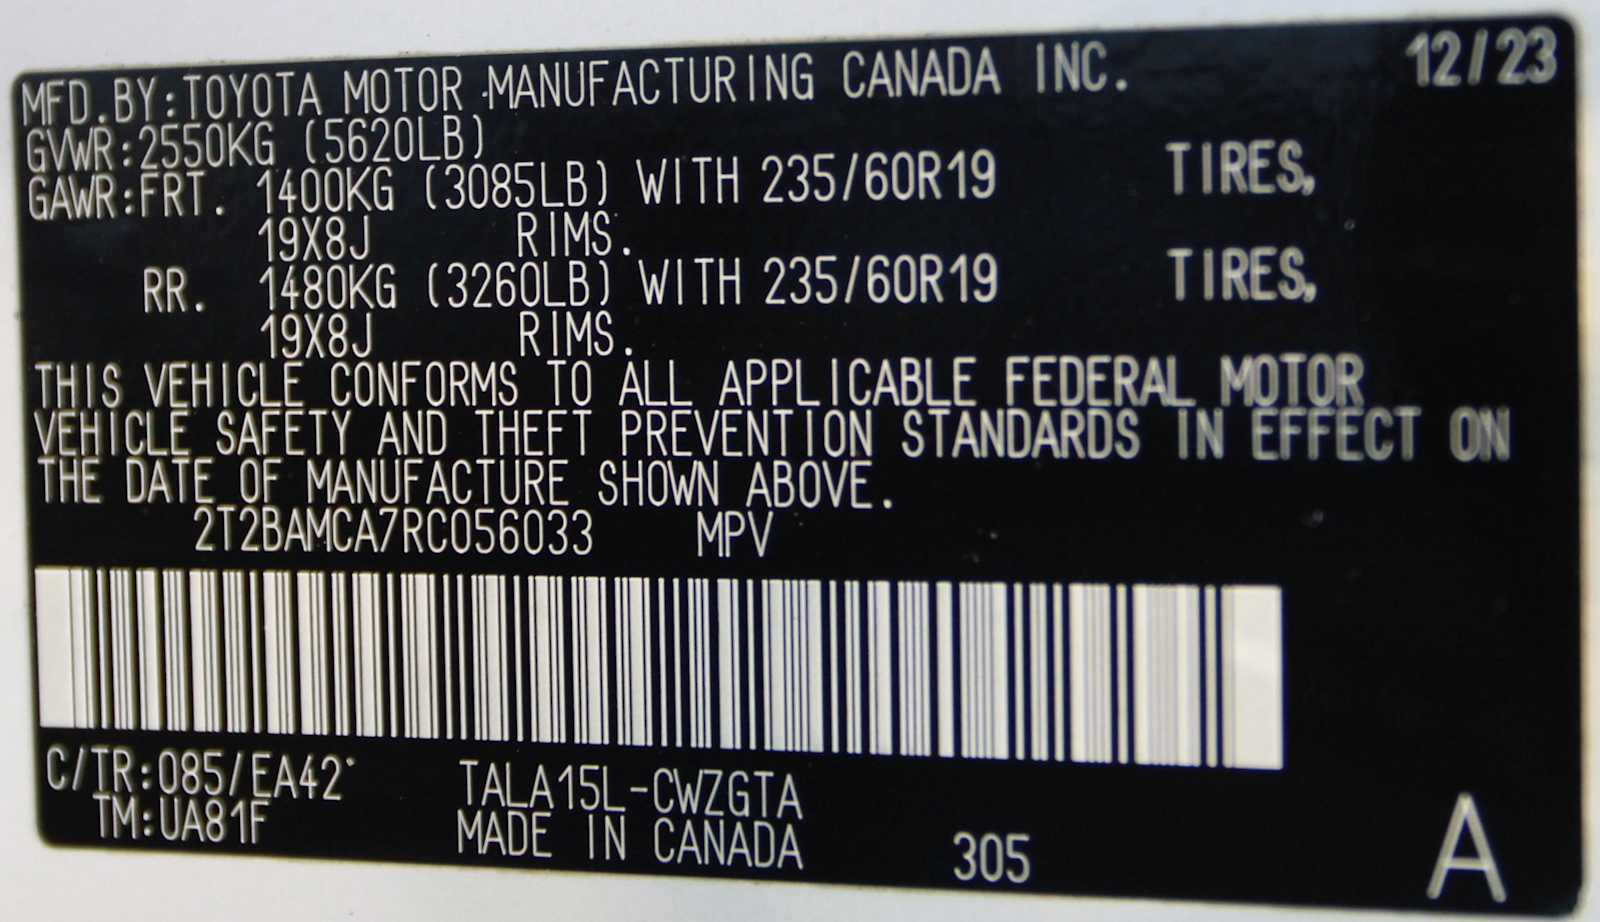 MFD.BY:TOYOTA MOTOR MANUFACTURING CANADA INC. 12/23
GVWR:2550KG (5620LB)
GAWR:FRT. 1400KG (3085LB) WITH 235/60R19 TIRES,
19X8J RIMS.
RR. 1480KG (3260LB) WITH 235/60R19 TIRES,
19X8J RIMS.
THIS VEHICLE CONFORMS TO ALL APPLICABLE FEDERAL MOTOR
VEHICLE SAFETY AND THEFT PREVENTION STANDARDS IN EFFECT ON
THE DATE OF MANUFACTURE SHOWN ABOVE.
2T2BAMCA7RC056033 MPV
C/TR:085/EA42 TALA15L-CWZGTA
TM:UA81F MADE IN CANADA 305 A